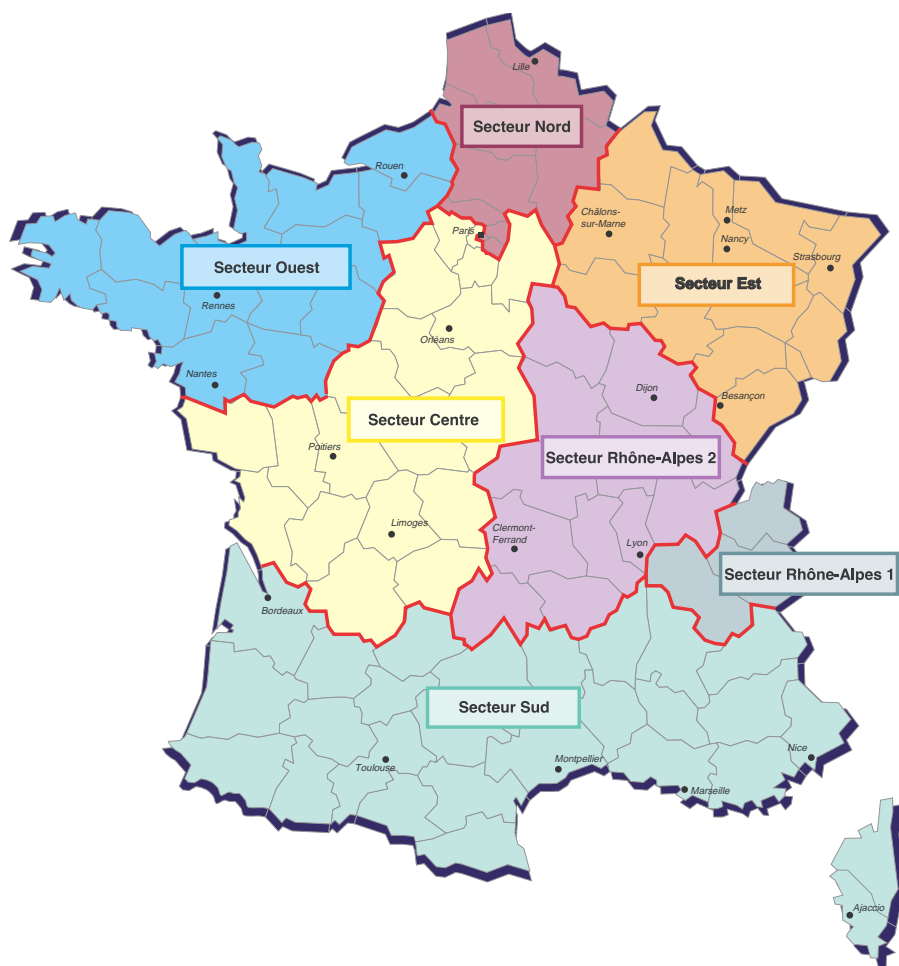 Lille
Secteur Nord
Rouen
Châlons-
sur-Marne
Metz
Paris
Nancy
Strasbourg
Secteur Ouest
Secteur Est
Rennes
Orléans
Nantes
Dijon
Besançon
Secteur Centre
Poitiers
Secteur Rhône-Alpes 2
Limoges
Clermont-
Ferrand
Lyon
Secteur Rhône-Alpes 1
Bordeaux
Secteur Sud
Nice
Toulouse
Montpellier
Marseille
Ajaccio